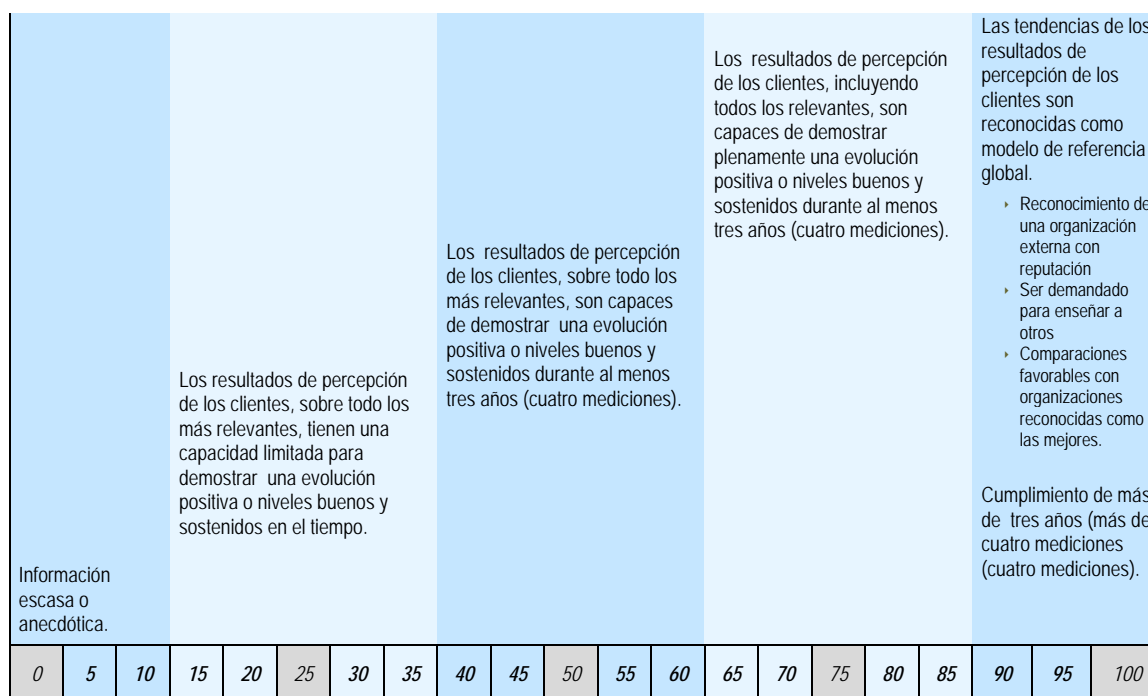 Información
escasa o
anecdótica.
Los resultados de percepción
de los clientes, sobre todo los
más relevantes, tienen una
capacidad limitada para
demostrar una evolución
positiva o niveles buenos y
sostenidos en el tiempo.
Los resultados de percepción
de los clientes, sobre todo los
más relevantes, son capaces
de demostrar una evolución
positiva o niveles buenos y
sostenidos durante al menos
tres años (cuatro mediciones).
Los resultados de percepción
de los clientes, incluyendo
todos los relevantes, son
capaces de demostrar
plenamente una evolución
positiva o niveles buenos y
sostenidos durante al menos
tres años (cuatro mediciones).
Las tendencias de los
resultados de
percepción de los
clientes son
reconocidas como
modelo de referencia
global.
Reconocimiento de
una organización
externa con
reputación
Ser demandado
para enseñar a
otros
Comparaciones
favorables con
organizaciones
reconocidas como
las mejores.
Cumplimiento de más
de tres años (más de
cuatro mediciones
(cuatro mediciones).
0 5 10 15 20 25 30 35 40 45 50 55 60 65 70 75 80 85 90 95 100